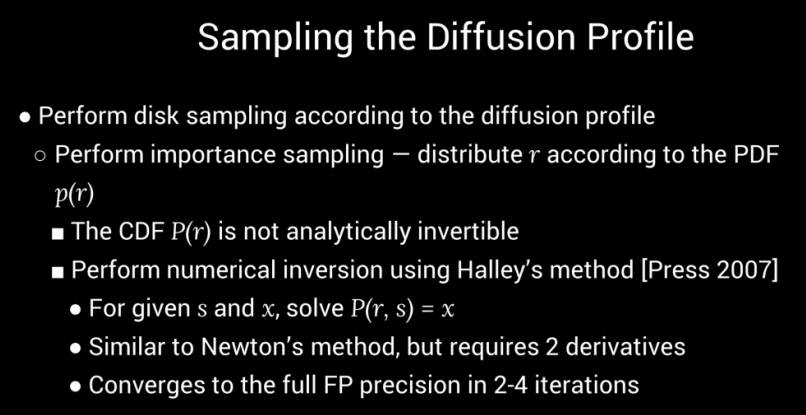 Sampling the Diffusion Profile
● Perform disk sampling according to the diffusion profile
○ Perform importance sampling — distribute r according to the PDF
p(r)
■ The CDF P(r) is not analytically invertible
■ Perform numerical inversion using Halley’s method [Press 2007]
● For given s and x, solve P(r, s) = x
● Similar to Newton’s method, but requires 2 derivatives
● Converges to the full FP precision in 2-4 iterations